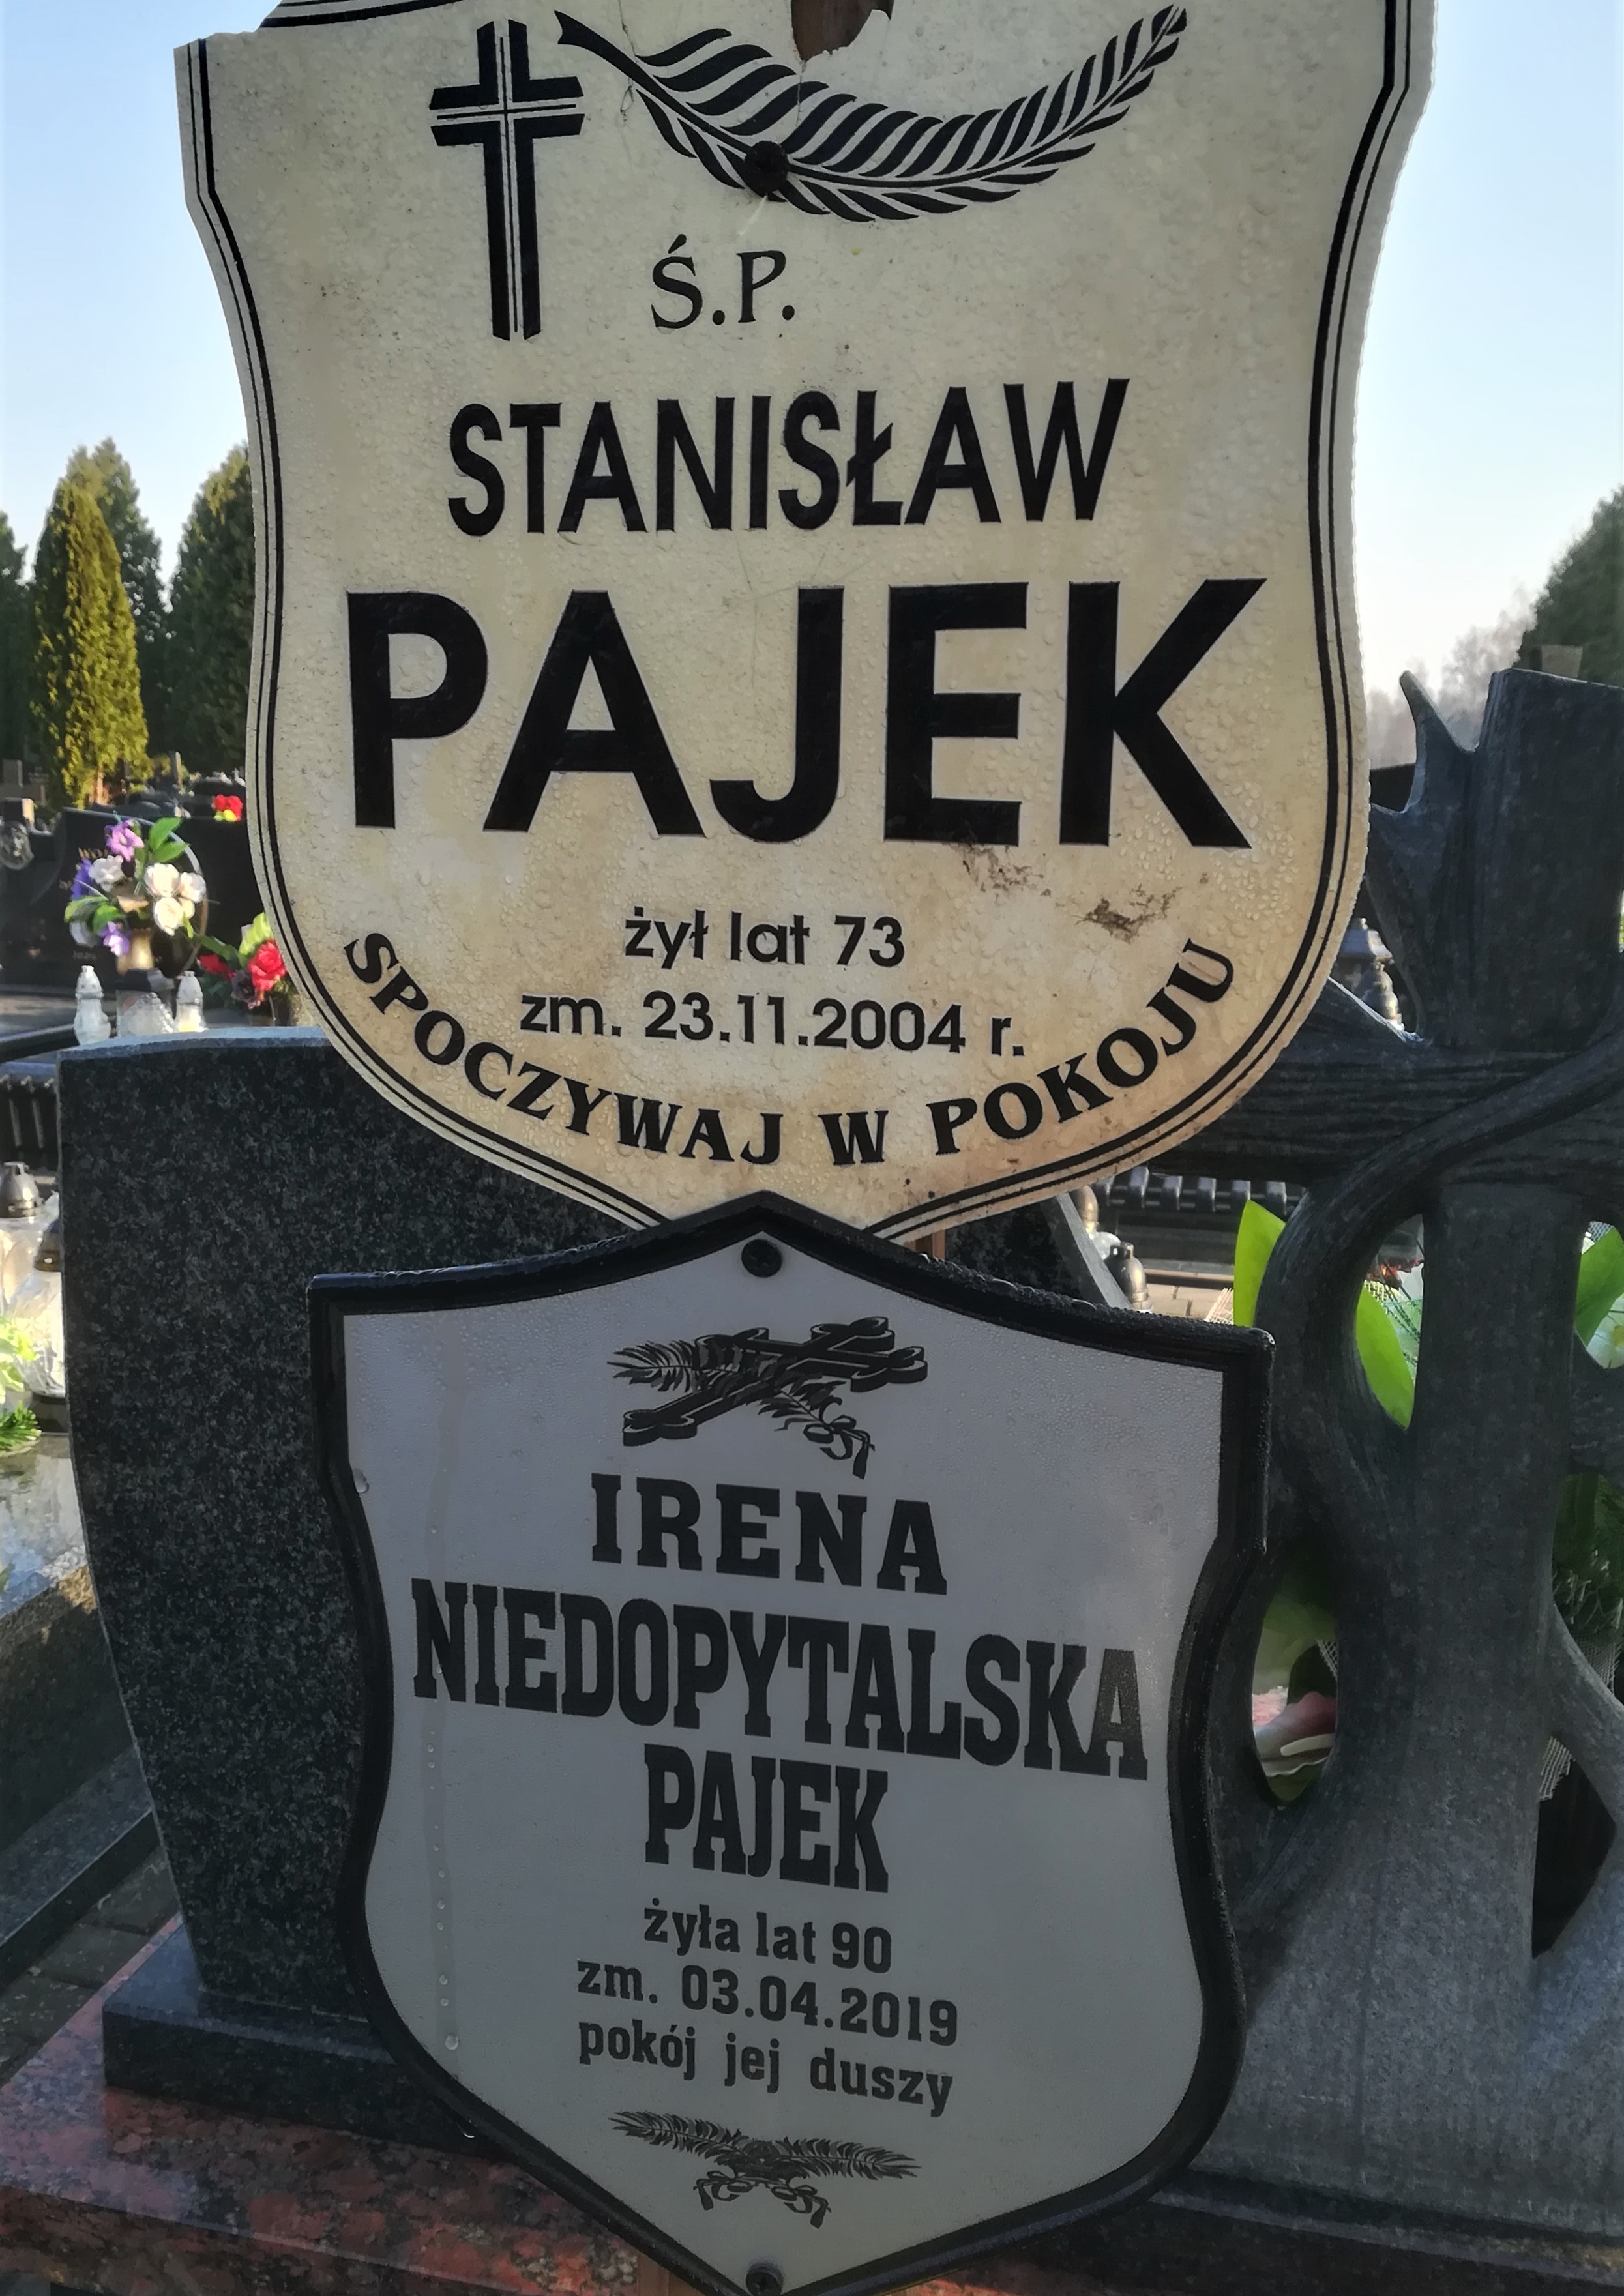 Ś.P.
STANISŁAW
PAJEK
żył lat 73
zm. 23.11.2004 r.
SPOCZYWAJ W POKOJU
IRENA
NIEDOPYTALSKA
PAJEK
żyła lat 90
zm. 03.04.2019
pokój jej duszy